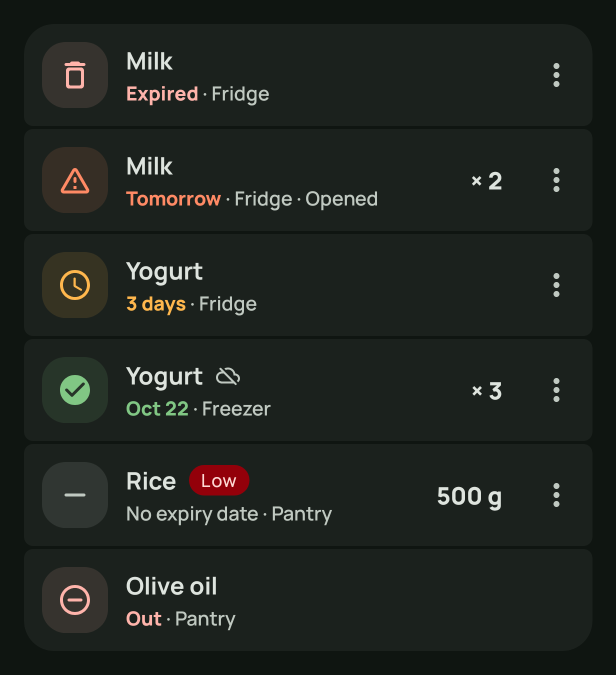 Milk
Expired · Fridge
Milk
Tomorrow · Fridge · Opened
× 2
Yogurt
3 days · Fridge
Yogurt
Oct 22 · Freezer
× 3
Rice Low
No expiry date · Pantry
500 g
Olive oil
Out · Pantry